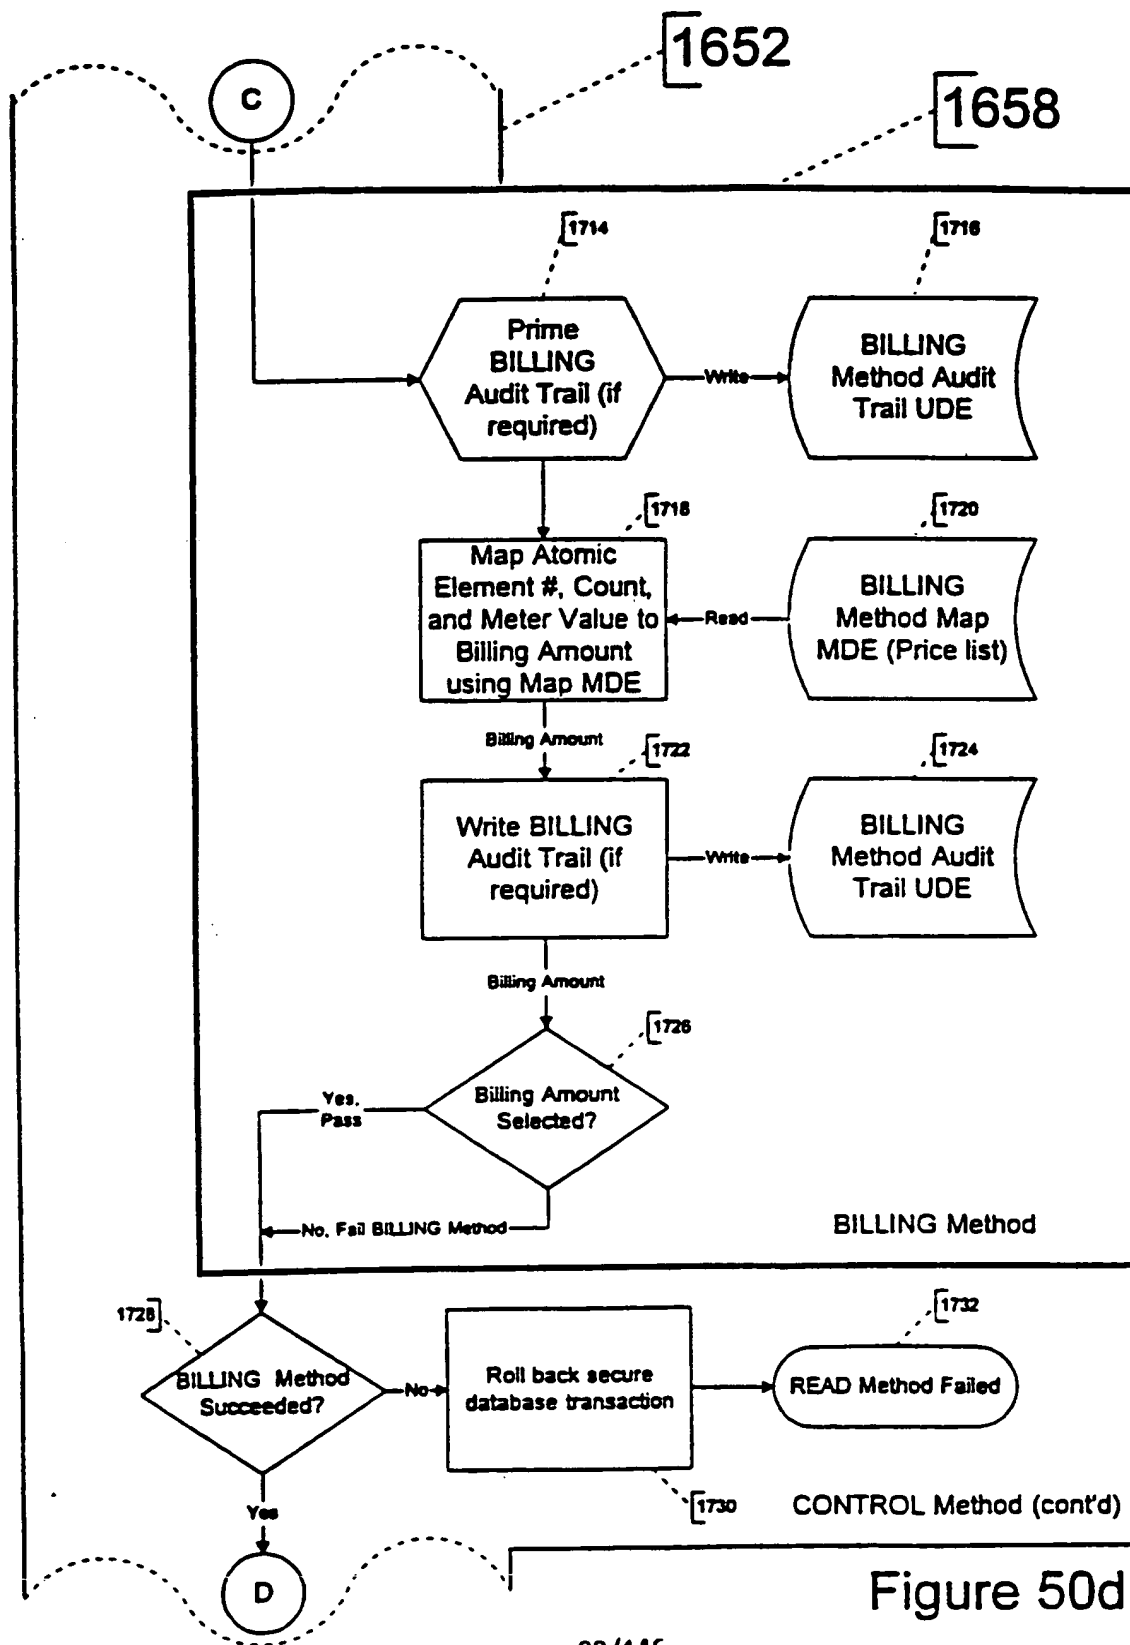 1652
C
1658
1714
1716
Prime
BILLING
Audit Trail (if
required)
Write
BILLING
Method Audit
Trail UDE
1718
1720
Map Atomic
Element #, Count,
and Meter Value to
Billing Amount
using Map MDE
Read
BILLING
Method Map
MDE (Price list)
Billing Amount
1722
1724
Write BILLING
Audit Trail (if
required)
Write
BILLING
Method Audit
Trail UDE
Billing Amount
1726
Billing Amount
Selected?
Yes,
Pass
No, Fail BILLING Method
BILLING Method
1728
1732
BILLING Method
Succeeded?
No
Roll back secure
database transaction
READ Method Failed
1730
CONTROL Method (cont'd)
Yes
D
Figure 50d